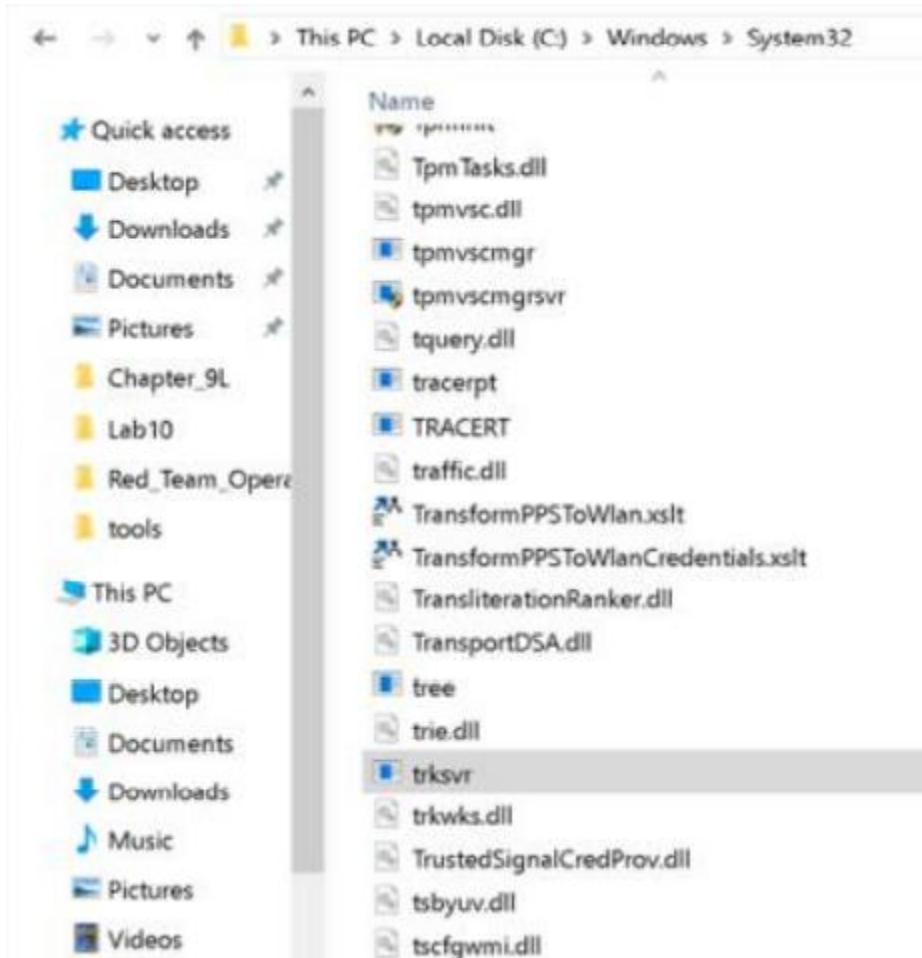 This PC > Local Disk (C:) > Windows > System32
Quick access
Desktop
Downloads
Documents
Pictures
Chapter_9L
Lab10
Red_Team_Opera
tools
This PC
3D Objects
Desktop
Documents
Downloads
Music
Pictures
Videos
Name
TpmTasks.dll
tpmvsc.dll
tpmvscmgr
tpmvscmgrsvr
tquery.dll
tracerpt
TRACERT
traffic.dll
TransformPPSToWlan.xslt
TransformPPSToWlanCredentials.xslt
TransliterationRanker.dll
TransportDSA.dll
tree
trie.dll
trksvr
trkwks.dll
TrustedSignalCredProv.dll
tsbyuv.dll
tscfgwmi.dll